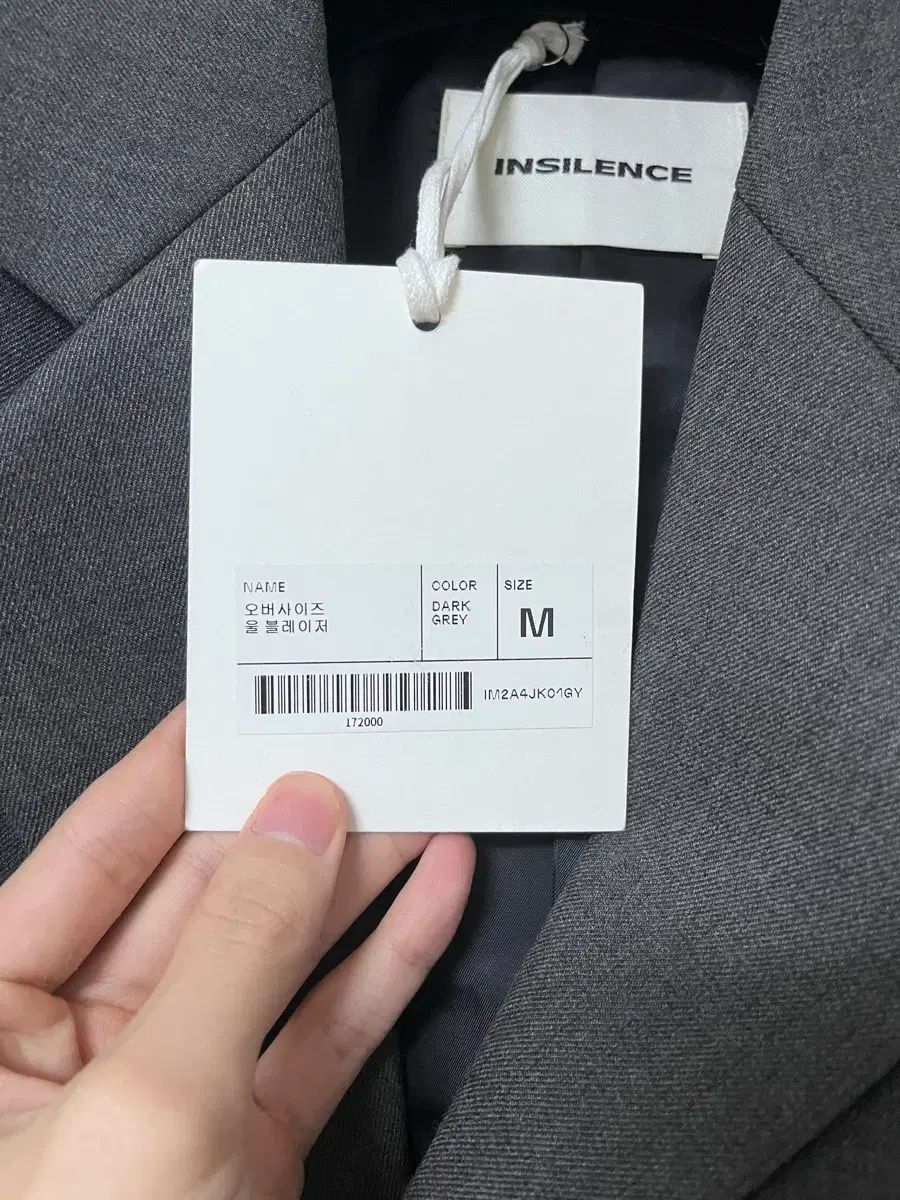 INSILENCE
NAME
오버사이즈
울 블레이저
COLOR
DARK
GREY
SIZE
M
172000
IM2A4JK01GY